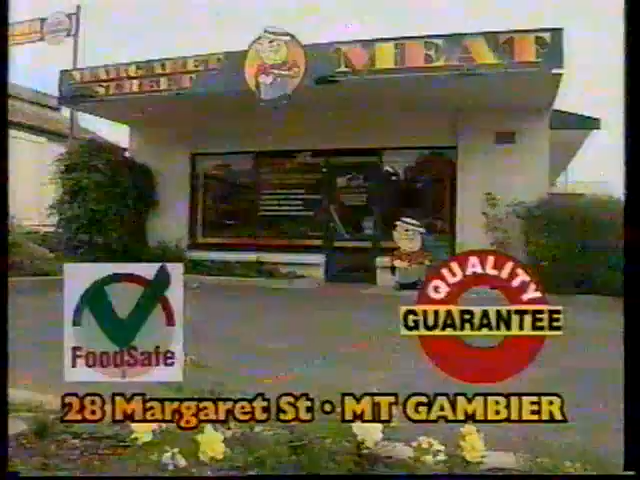 MARGARET
STREET
MEAT
FoodSafe
QUALITY
GUARANTEE
28 Margaret St • MT GAMBIER